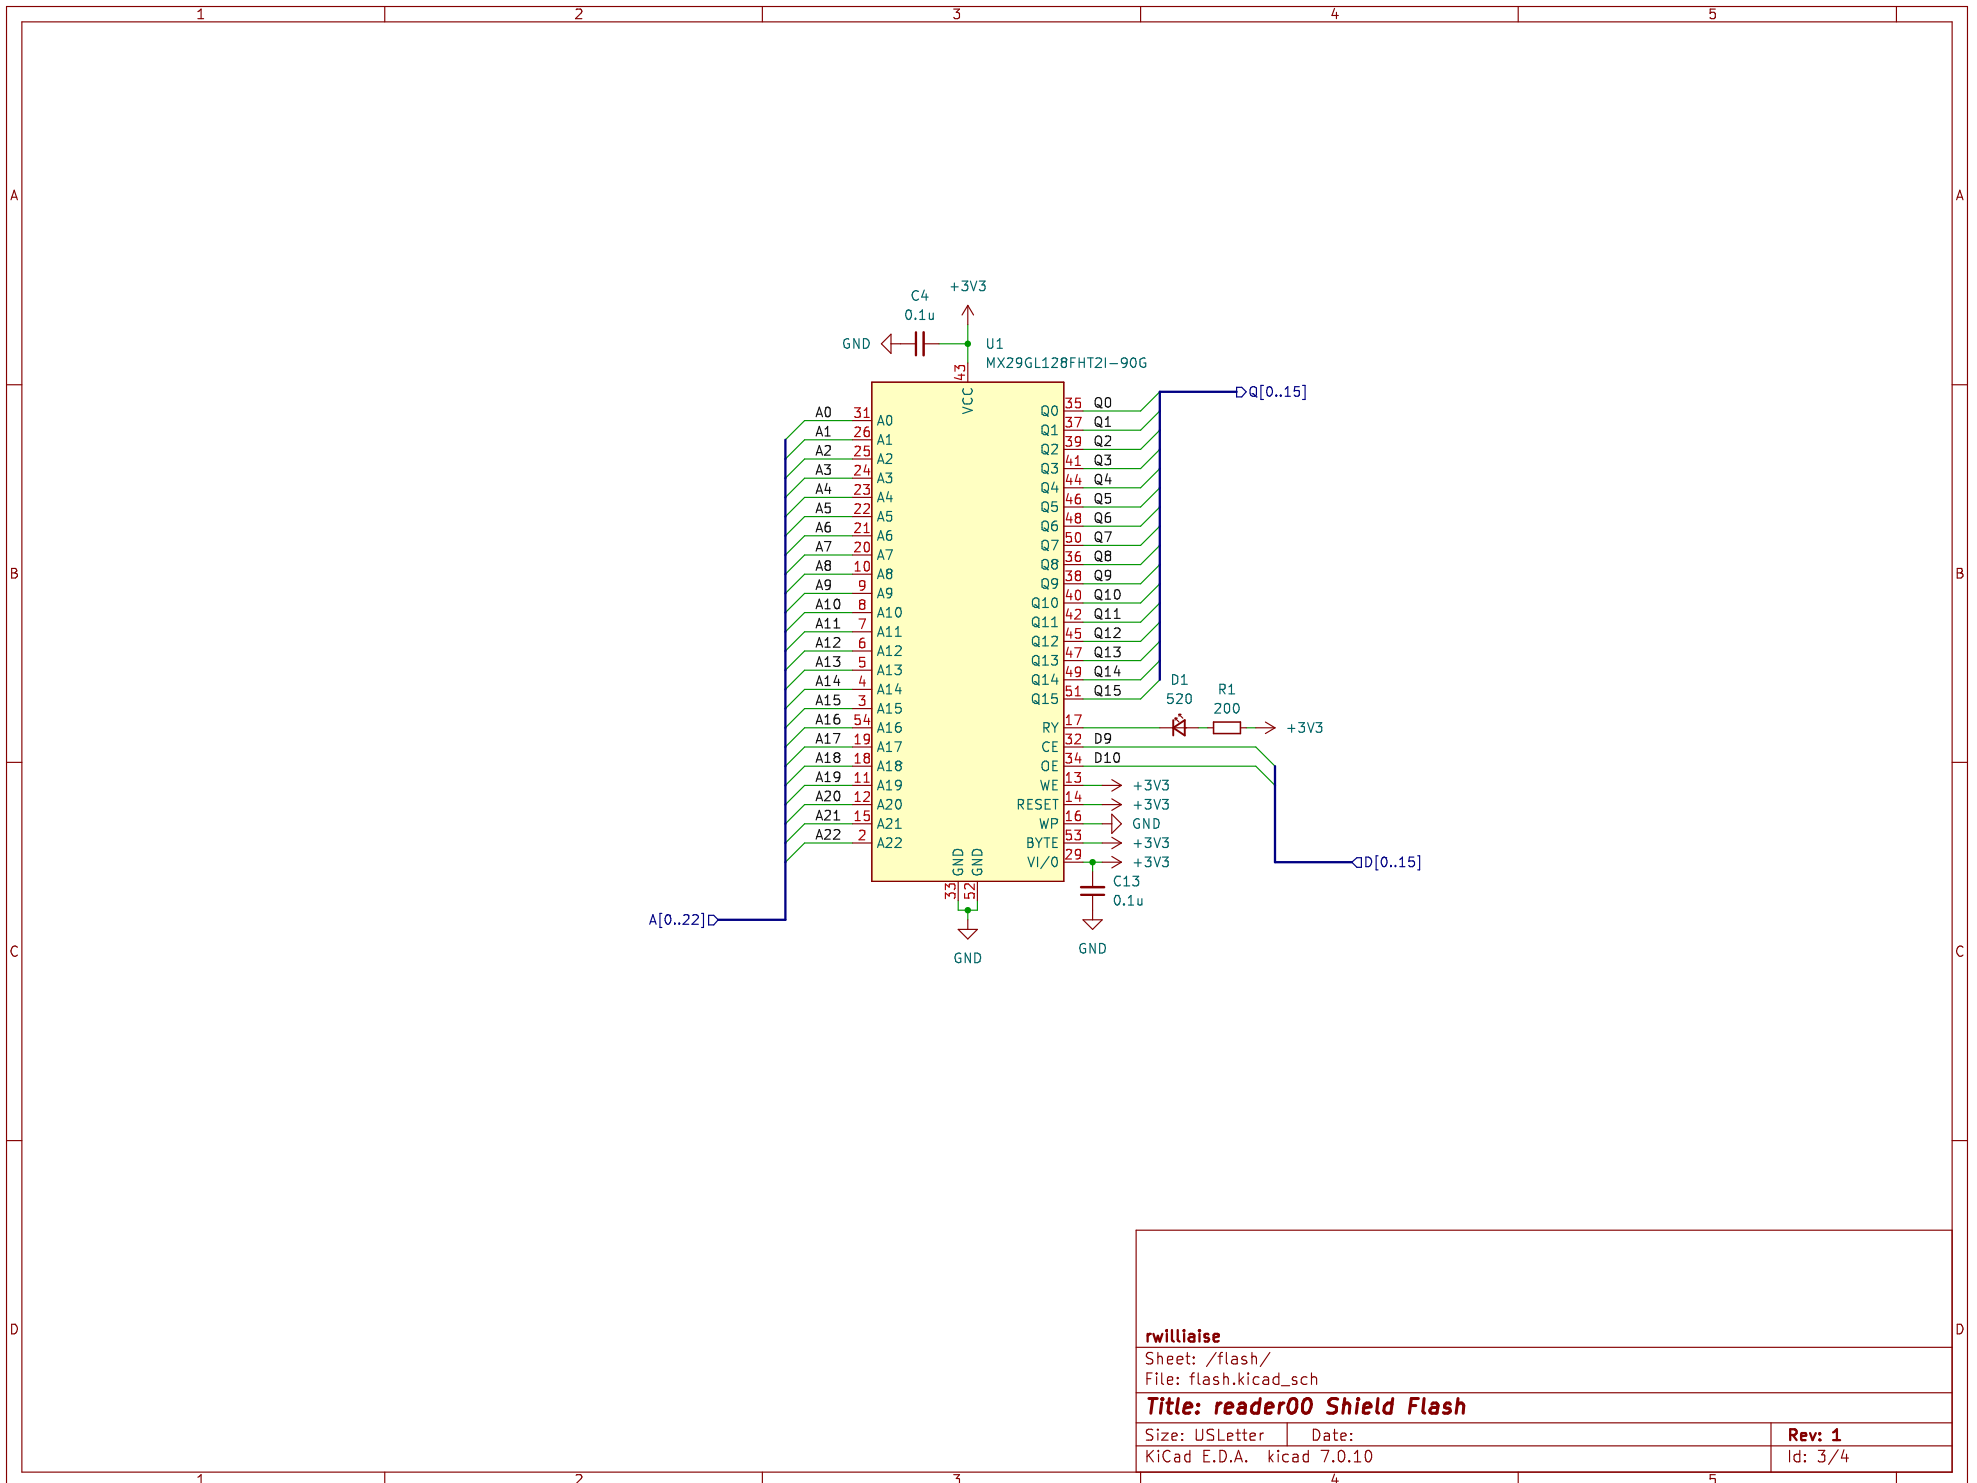 1 2 3 4 5
A A
B B
C C
D D
+3V3
C4
0.1u
GND
U1
MX29GL128FHT2I-90G
43
VCC
Q[0..15]
A0 31 A0
A1 26 A1
A2 25 A2
A3 24 A3
A4 23 A4
A5 22 A5
A6 21 A6
A7 20 A7
A8 10 A8
A9 9 A9
A10 8 A10
A11 7 A11
A12 6 A12
A13 5 A13
A14 4 A14
A15 3 A15
A16 54 A16
A17 19 A17
A18 18 A18
A19 11 A19
A20 12 A20
A21 15 A21
A22 2 A22
Q0 35 Q0
Q1 37 Q1
Q2 39 Q2
Q3 41 Q3
Q4 44 Q4
Q5 46 Q5
Q6 48 Q6
Q7 50 Q7
Q8 36 Q8
Q9 38 Q9
Q10 40 Q10
Q11 42 Q11
Q12 45 Q12
Q13 47 Q13
Q14 49 Q14
Q15 51 Q15
D1
520
R1
200
RY 17 +3V3
CE 32 D9
OE 34 D10
WE 13 +3V3
RESET 14 +3V3
WP 16 GND
BYTE 53 +3V3
VI/O 29 +3V3
D[0..15]
GND GND
33 52
C13
0.1u
A[0..22]
GND
GND
rwilliaise
Sheet: /flash/
File: flash.kicad_sch
Title: reader00 Shield Flash
Size: USLetter Date: Rev: 1
KiCad E.D.A. kicad 7.0.10 Id: 3/4
1 2 3 4 5